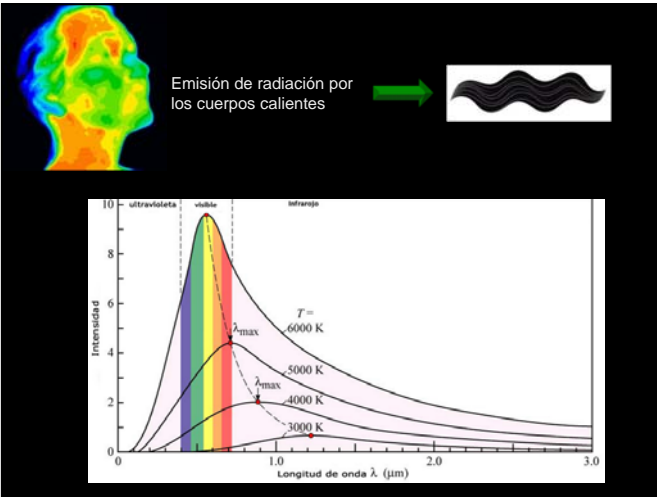 Emisión de radiación por
los cuerpos calientes
ultravioleta visible infrarojo
10
8
6
4
2
0
Intensidad
T =
6000 K
5000 K
4000 K
3000 K
λmax
λmax
0 1.0 2.0 3.0
Longitud de onda λ (μm)